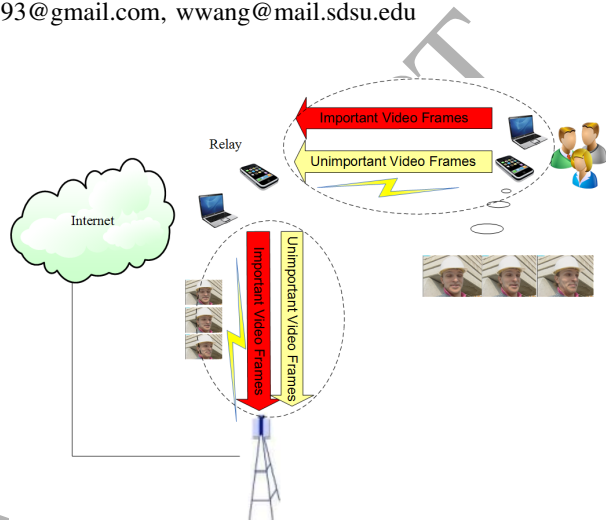 93@gmail.com, wwang@mail.sdsu.edu
Important Video Frames
Relay
Unimportant Video Frames
Internet
Important Video Frames
Unimportant Video Frames